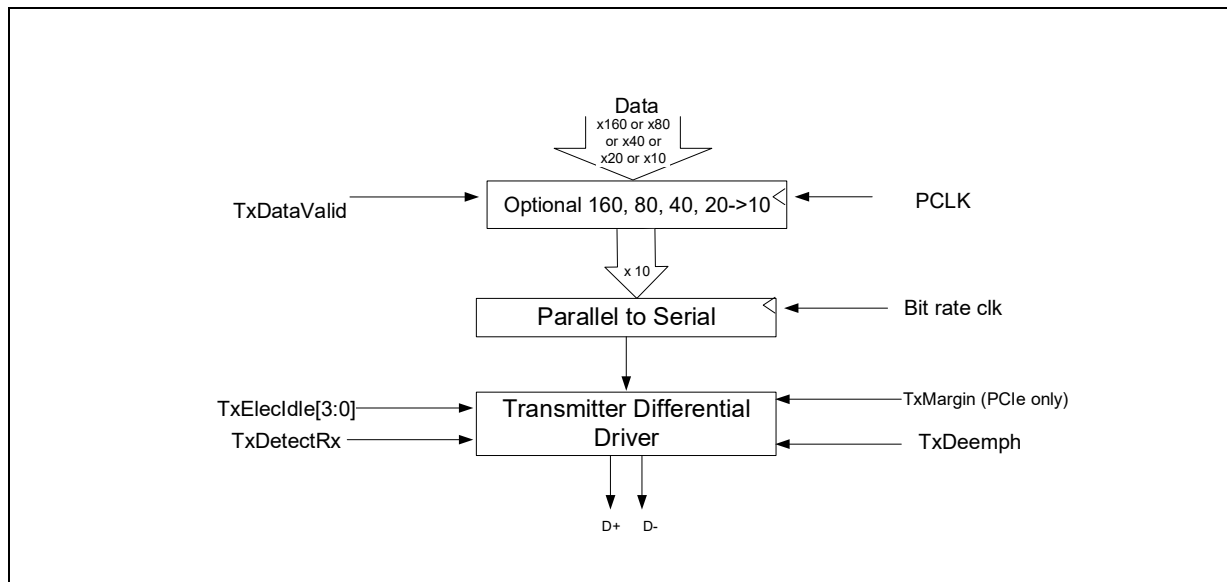 Data
x160 or x80
or x40 or
x20 or x10
TxDataValid
Optional 160, 80, 40, 20->10
PCLK
x 10
Parallel to Serial
Bit rate clk
TxElecIdle[3:0]
TxDetectRx
Transmitter Differential
Driver
TxMargin (PCIe only)
TxDeemph
D+ D-